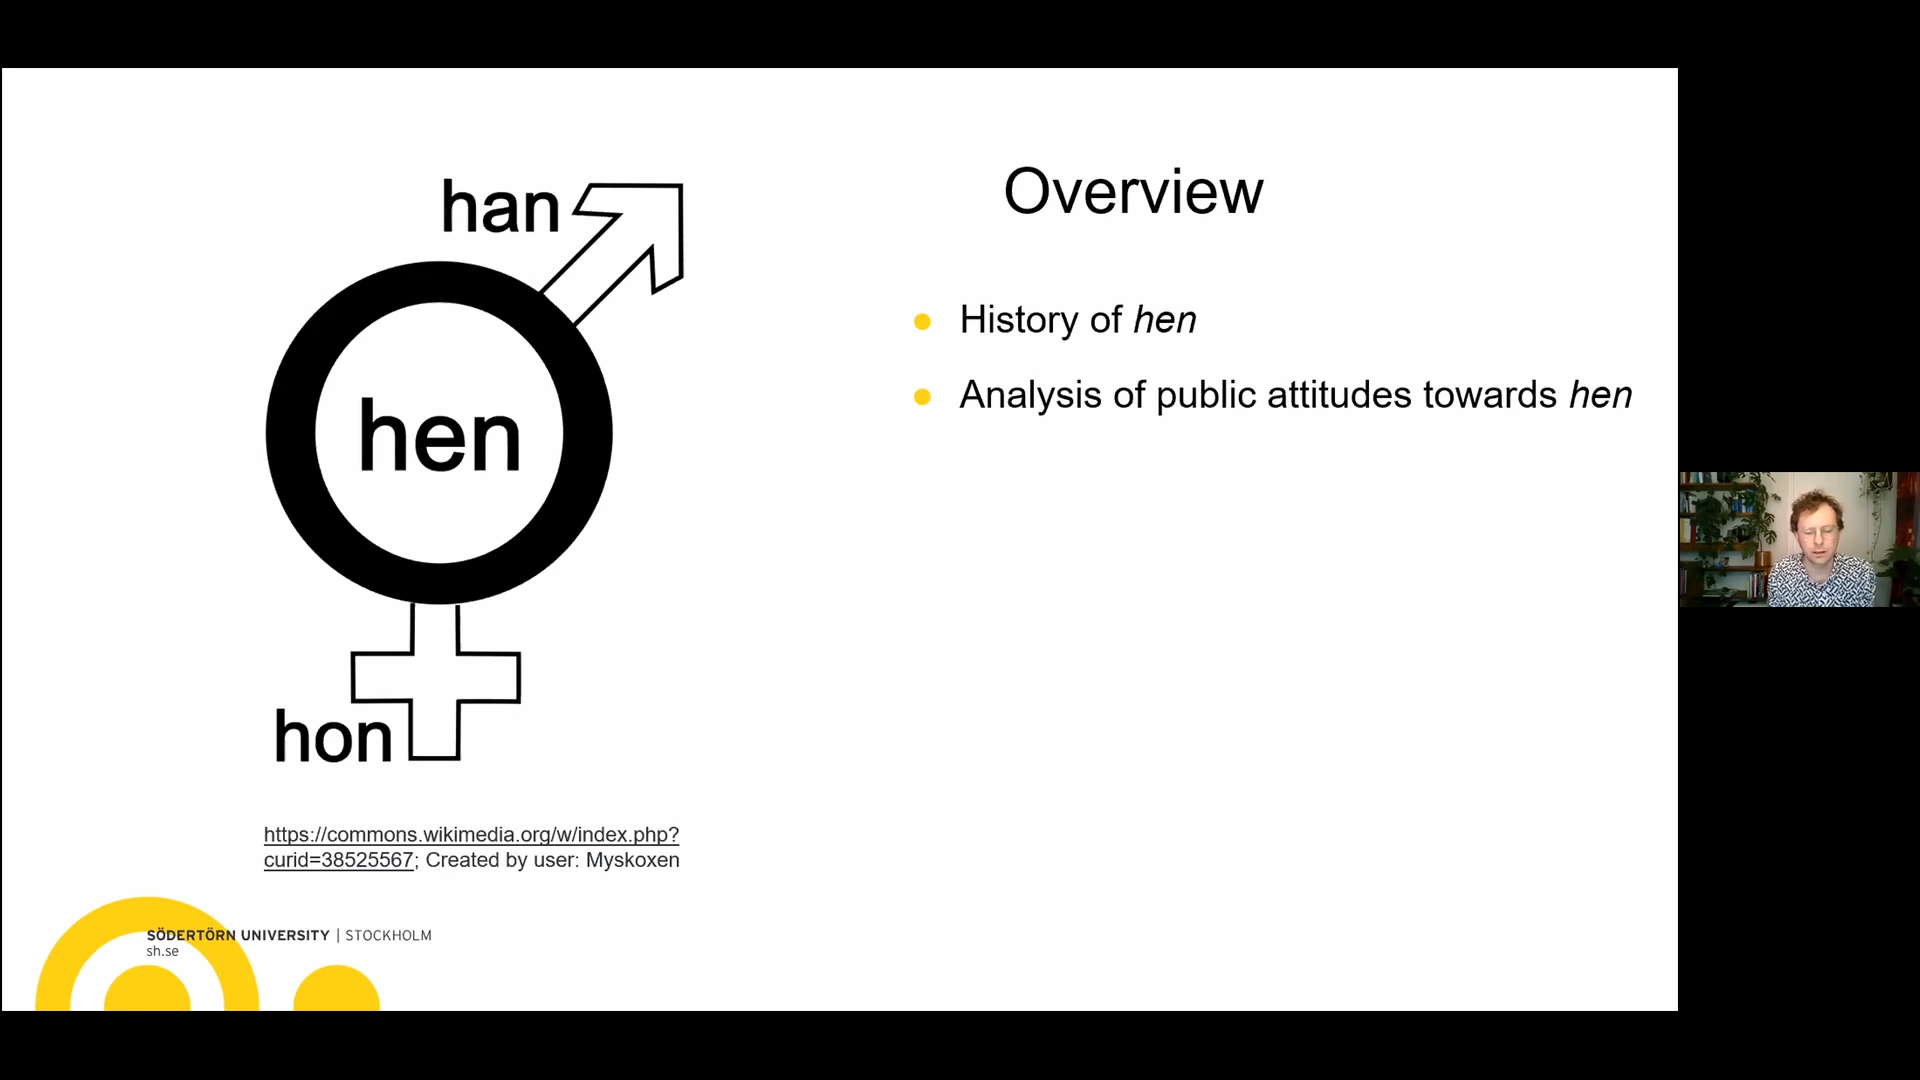 han
hen
hon
https://commons.wikimedia.org/w/index.php?
curid=38525567; Created by user: Myskoxen
Overview
History of hen
Analysis of public attitudes towards hen
SÖDERTÖRN UNIVERSITY | STOCKHOLM
sh.se